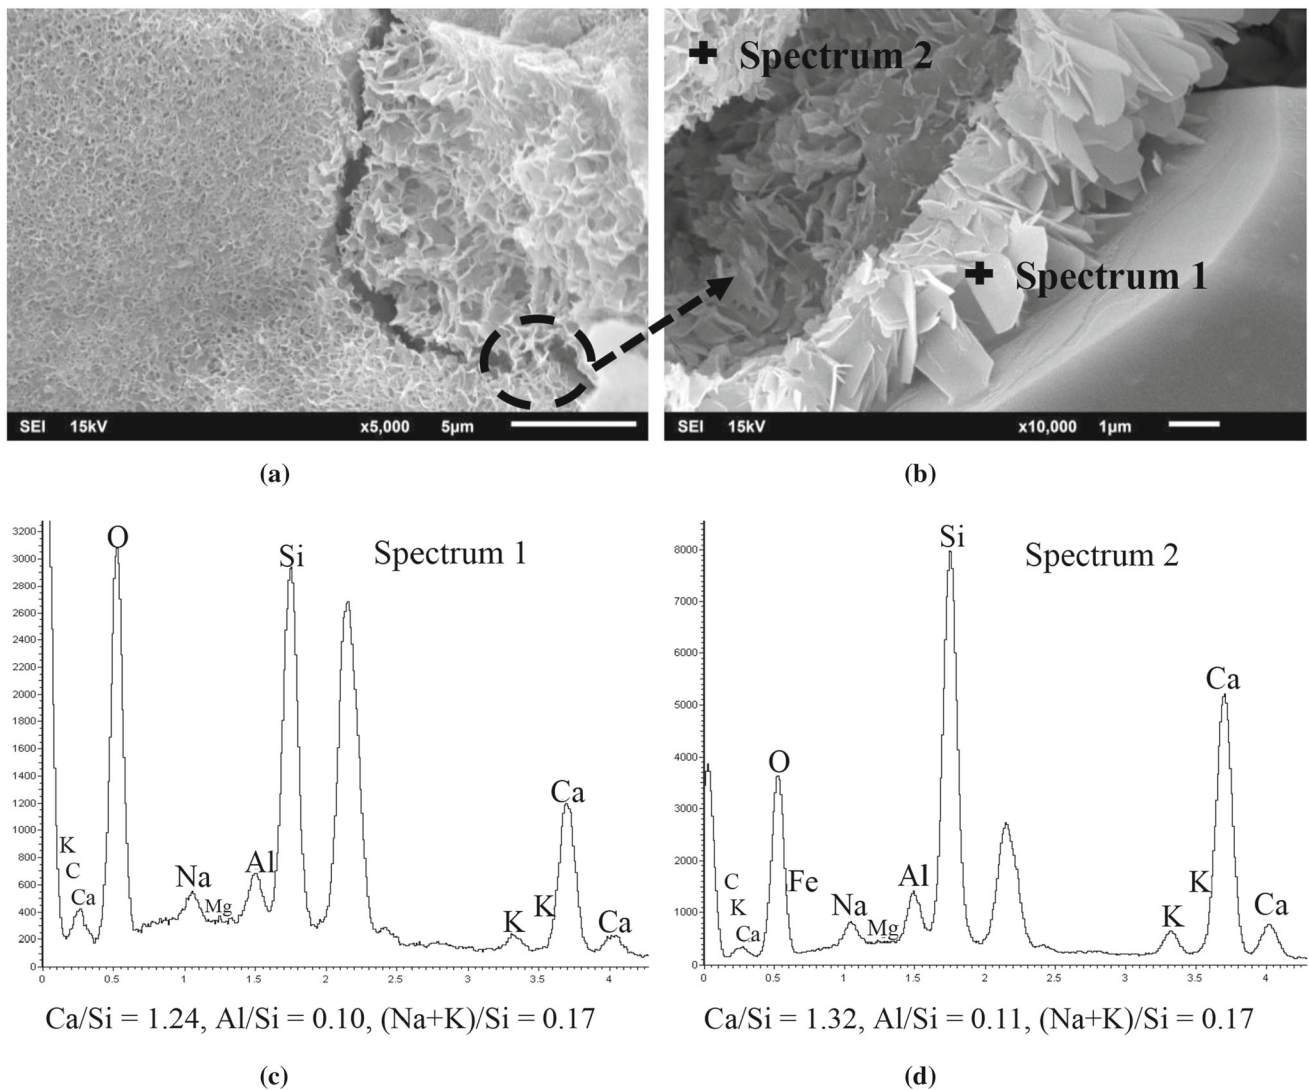 Spectrum 2
Spectrum 1
SEI 15kV x5,000 5μm
SEI 15kV x10,000 1μm
(a)
(b)
O
Si
Spectrum 1
K
C
Ca
Na
Mg
Al
K
K
Ca
Ca
3200
3000
2800
2600
2400
2200
2000
1800
1600
1400
1200
1000
800
600
400
200
0
0 0.5 1 1.5 2 2.5 3 3.5 4
Ca/Si = 1.24, Al/Si = 0.10, (Na+K)/Si = 0.17
(c)
Si
Spectrum 2
Ca
O
C
K
Ca
Fe
Na
Mg
Al
K
K
Ca
8000
7000
6000
5000
4000
3000
2000
1000
0
0 0.5 1 1.5 2 2.5 3 3.5 4
Ca/Si = 1.32, Al/Si = 0.11, (Na+K)/Si = 0.17
(d)